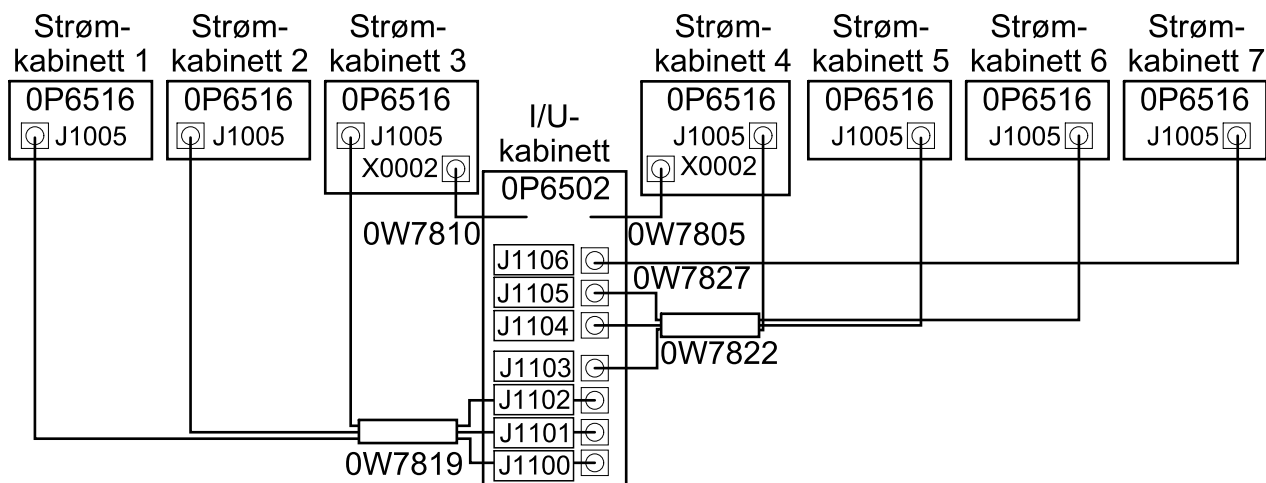 Strøm-
kabinett 1
0P6516
J1005
Strøm-
kabinett 2
0P6516
J1005
Strøm-
kabinett 3
0P6516
J1005
X0002
I/U-
kabinett
0P6502
Strøm-
kabinett 4
0P6516
J1005
X0002
Strøm-
kabinett 5
0P6516
J1005
Strøm-
kabinett 6
0P6516
J1005
Strøm-
kabinett 7
0P6516
J1005
0W7810
0W7805
J1106
0W7827
J1105
J1104
0W7822
J1103
J1102
J1101
0W7819
J1100